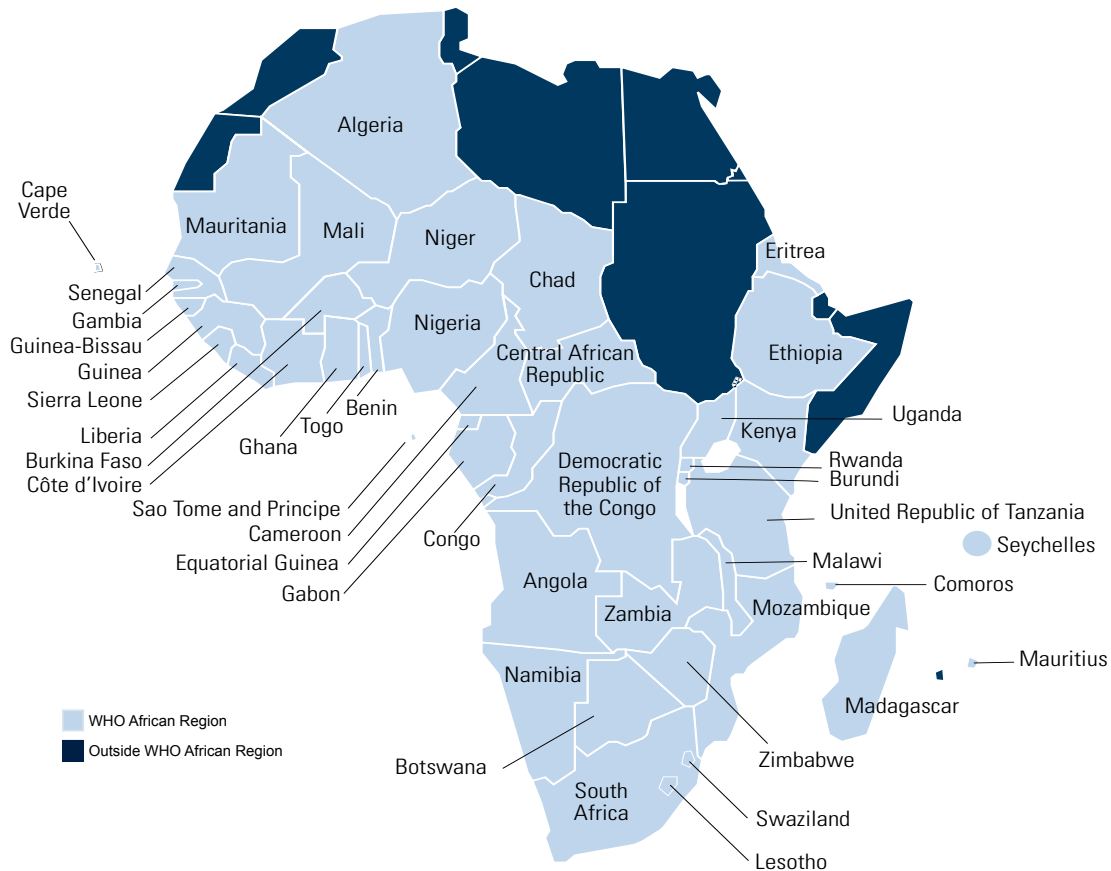 Algeria
Cape
Verde
Mauritania
Mali
Niger
Chad
Eritrea
Senegal
Gambia
Guinea-Bissau
Guinea
Sierra Leone
Liberia
Burkina Faso
Côte d'Ivoire
Ghana
Togo
Benin
Nigeria
Central African
Republic
Ethiopia
Uganda
Kenya
Rwanda
Burundi
Democratic
Republic of
the Congo
United Republic of Tanzania
Seychelles
Sao Tome and Principe
Cameroon
Equatorial Guinea
Gabon
Congo
Malawi
Comoros
Angola
Zambia
Mozambique
Mauritius
Namibia
Madagascar
WHO African Region
Outside WHO African Region
Botswana
Zimbabwe
South
Africa
Swaziland
Lesotho